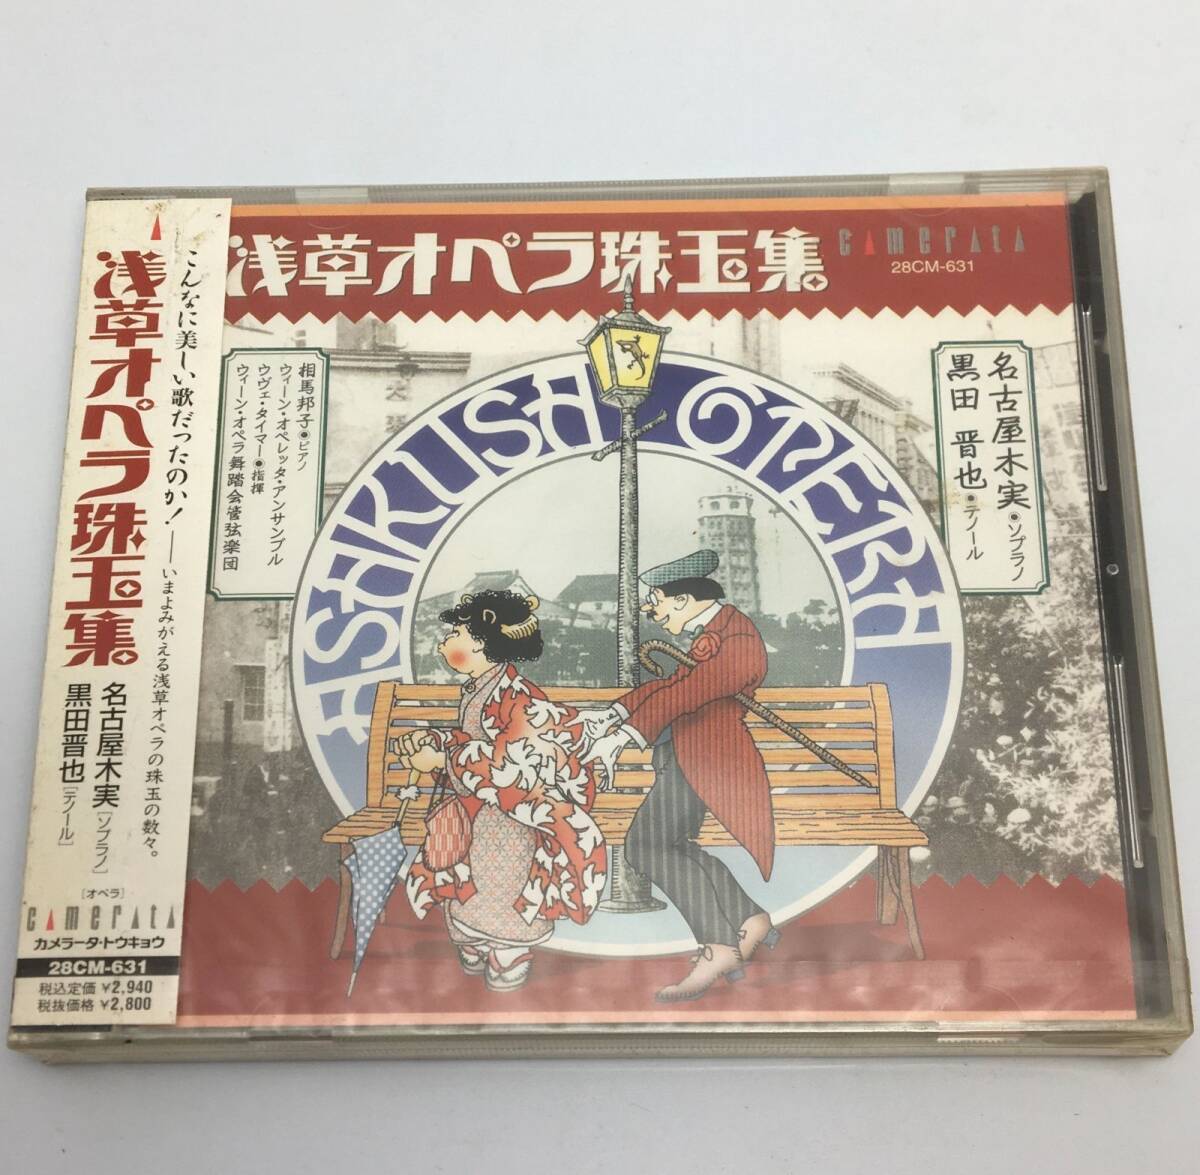 浅草オペラ珠玉集
camerata
28CM-631
名古屋木実●ソプラノ
黒田 晋也●テノール
相馬邦子●ピアノ
ウィーン・オペレッタ・アンサンブル
ウヴェ・タイマー●指揮
ウィーン・オペラ舞踏会管弦楽団
ASAKUSA OPERA
こんなに美しい歌だったのか!──いまよみがえる浅草オペラの珠玉の数々。
浅草オペラ珠玉集
名古屋木実[ソプラノ]
黒田晋也[テノール]
[オペラ]
camerata
カメラータ・トウキョウ
28CM-631
税込定価 ¥2,940
税抜価格 ¥2,800